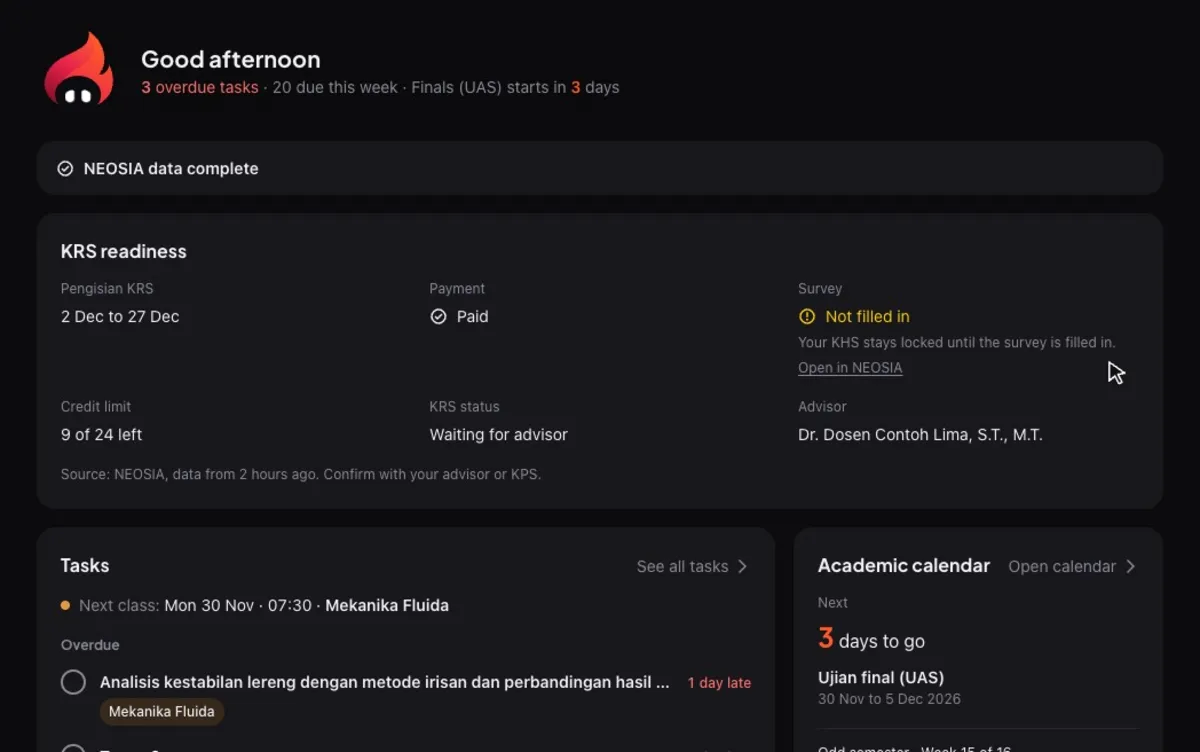 Good afternoon
3 overdue tasks · 20 due this week · Finals (UAS) starts in 3 days
NEOSIA data complete
KRS readiness
Pengisian KRS
2 Dec to 27 Dec
Payment
Paid
Survey
Not filled in
Your KHS stays locked until the survey is filled in.
Open in NEOSIA
Credit limit
9 of 24 left
KRS status
Waiting for advisor
Advisor
Dr. Dosen Contoh Lima, S.T., M.T.
Source: NEOSIA, data from 2 hours ago. Confirm with your advisor or KPS.
Tasks
See all tasks
Next class: Mon 30 Nov · 07:30 · Mekanika Fluida
Overdue
Analisis kestabilan lereng dengan metode irisan dan perbandingan hasil ...
1 day late
Mekanika Fluida
Academic calendar
Open calendar
Next
3 days to go
Ujian final (UAS)
30 Nov to 5 Dec 2026
Odd semester · Week 15 of 16